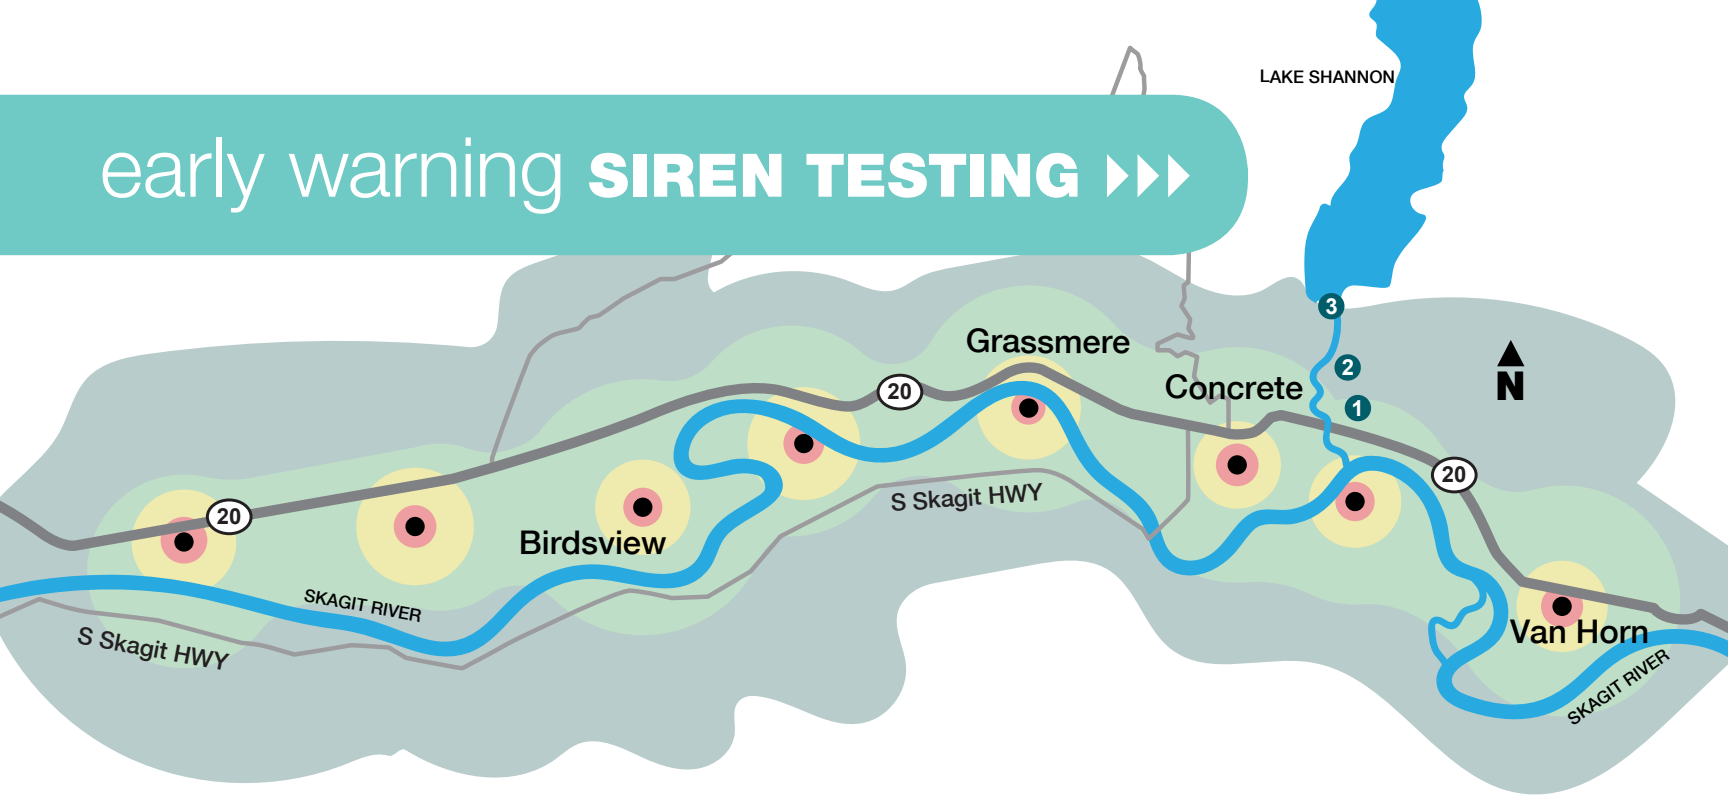 LAKE SHANNON
early warning SIREN TESTING
3
Grassmere
2
N
Concrete
20
1
20
S Skagit HWY
20
Birdsview
SKAGIT RIVER
Van Horn
S Skagit HWY
SKAGIT RIVER